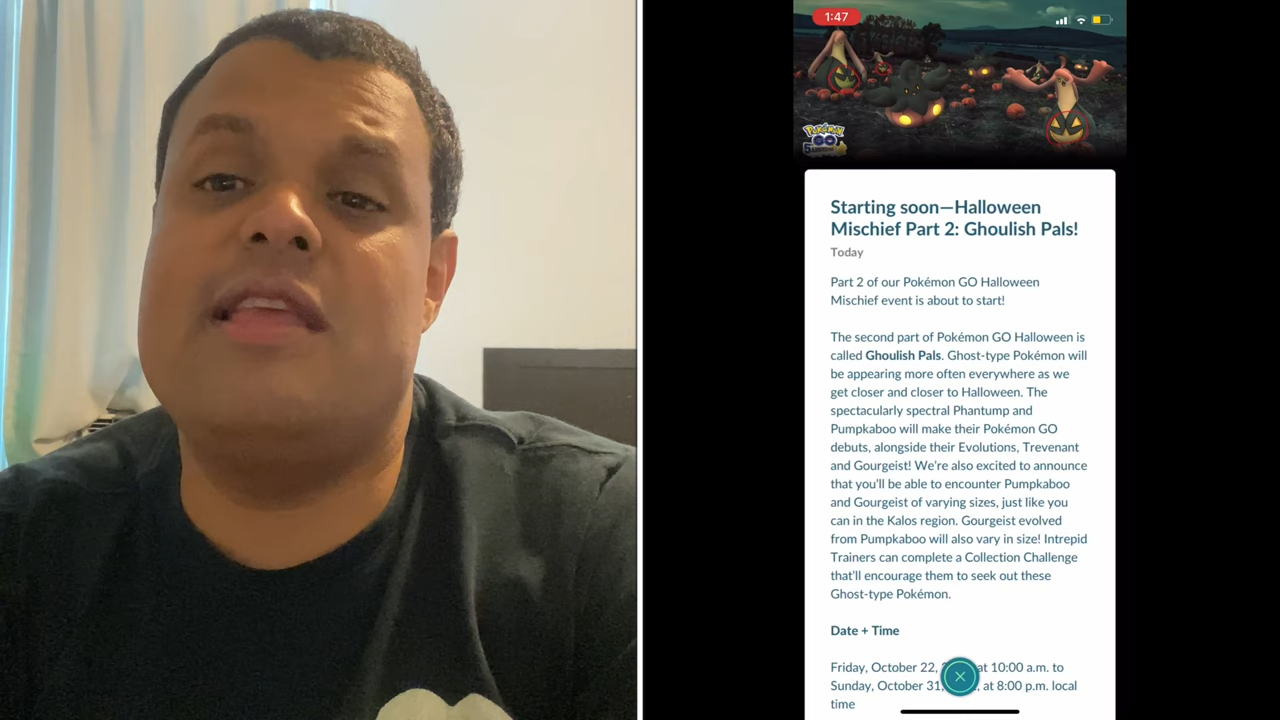 1:47
Pokémon
GO
Starting soon—Halloween
Mischief Part 2: Ghoulish Pals!
Today
Part 2 of our Pokémon GO Halloween
Mischief event is about to start!
The second part of Pokémon GO Halloween is
called Ghoulish Pals. Ghost-type Pokémon will
be appearing more often everywhere as we
get closer and closer to Halloween. The
spectacularly spectral Phantump and
Pumpkaboo will make their Pokémon GO
debuts, alongside their Evolutions, Trevenant
and Gourgeist! We're also excited to announce
that you'll be able to encounter Pumpkaboo
and Gourgeist of varying sizes, just like you
can in the Kalos region. Gourgeist evolved
from Pumpkaboo will also vary in size! Intrepid
Trainers can complete a Collection Challenge
that'll encourage them to seek out these
Ghost-type Pokémon.
Date + Time
Friday, October 22, at 10:00 a.m. to
Sunday, October 31, at 8:00 p.m. local
time